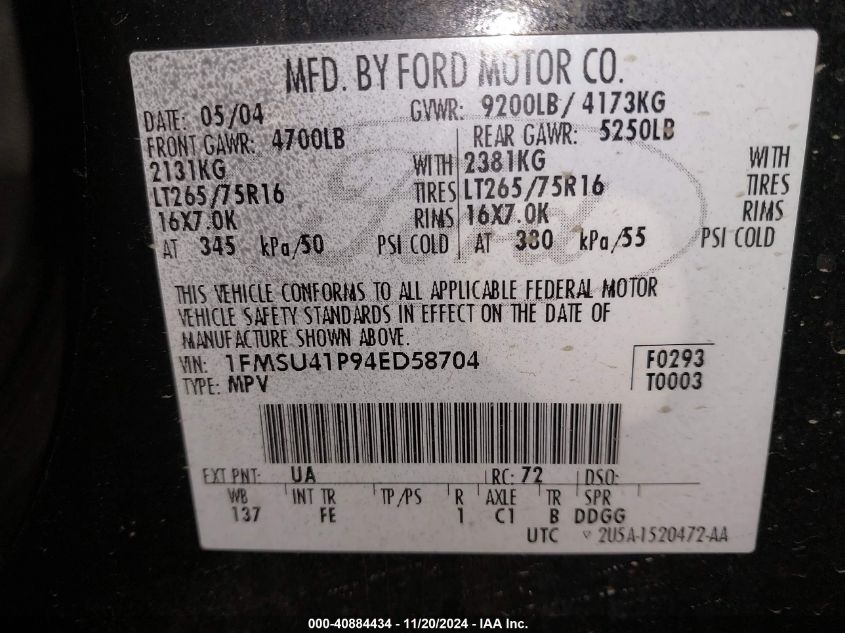 MFD. BY FORD MOTOR CO.
DATE: 05/04 GVWR: 9200LB/ 4173KG
FRONT GAWR: 4700LB REAR GAWR: 5250LB
2131KG WITH 2381KG WITH
LT265/75R16 TIRES LT265/75R16 TIRES
16X7.0K RIMS 16X7.0K RIMS
AT 345 kPa/50 PSI COLD AT 380 kPa/55 PSI COLD
THIS VEHICLE CONFORMS TO ALL APPLICABLE FEDERAL MOTOR
VEHICLE SAFETY STANDARDS IN EFFECT ON THE DATE OF
MANUFACTURE SHOWN ABOVE.
VIN: 1FMSU41P94ED58704 F0293
TYPE: MPV T0003
EXT PNT: UA RC: 72 DSO:
WB INT TR TP/PS R AXLE TR SPR
137 FE 1 C1 B DDGG
UTC 2U5A-1520472-AA
000-40884434 - 11/20/2024 - IAA Inc.